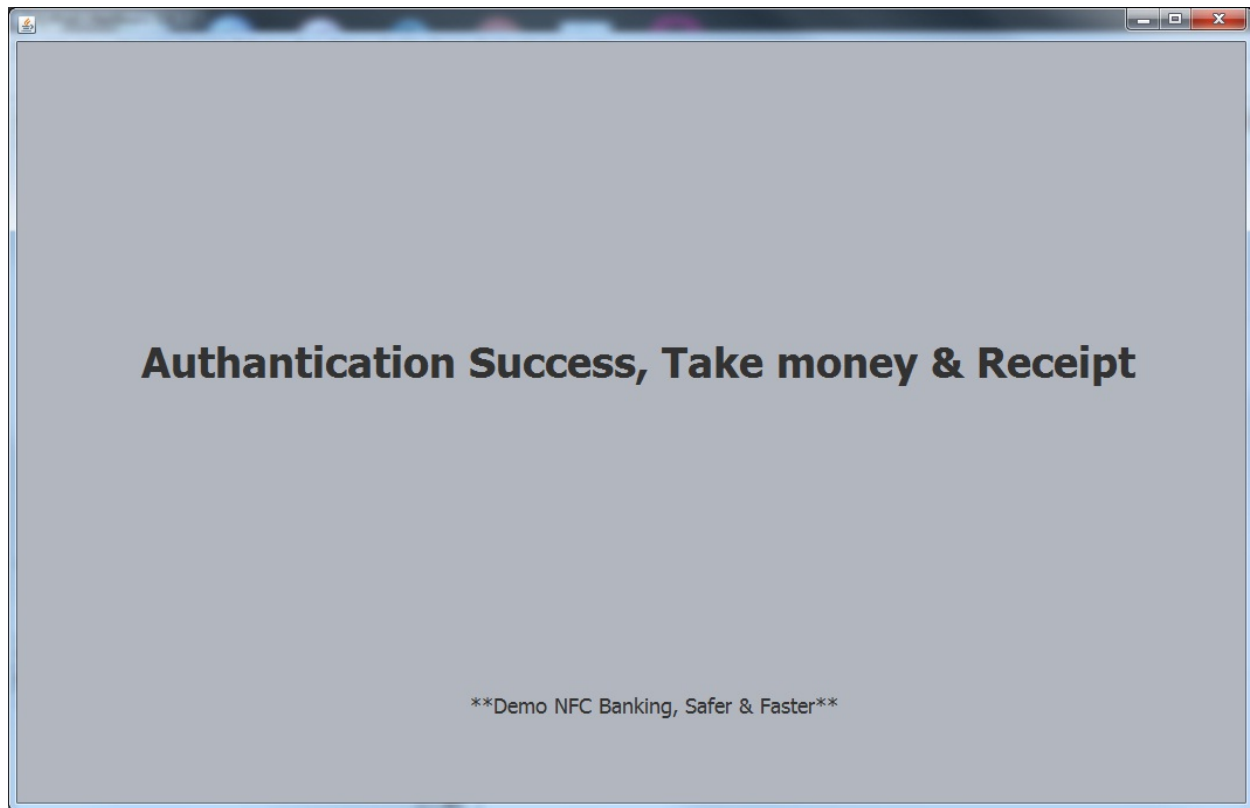 Authantication Success, Take money & Receipt
**Demo NFC Banking, Safer & Faster**